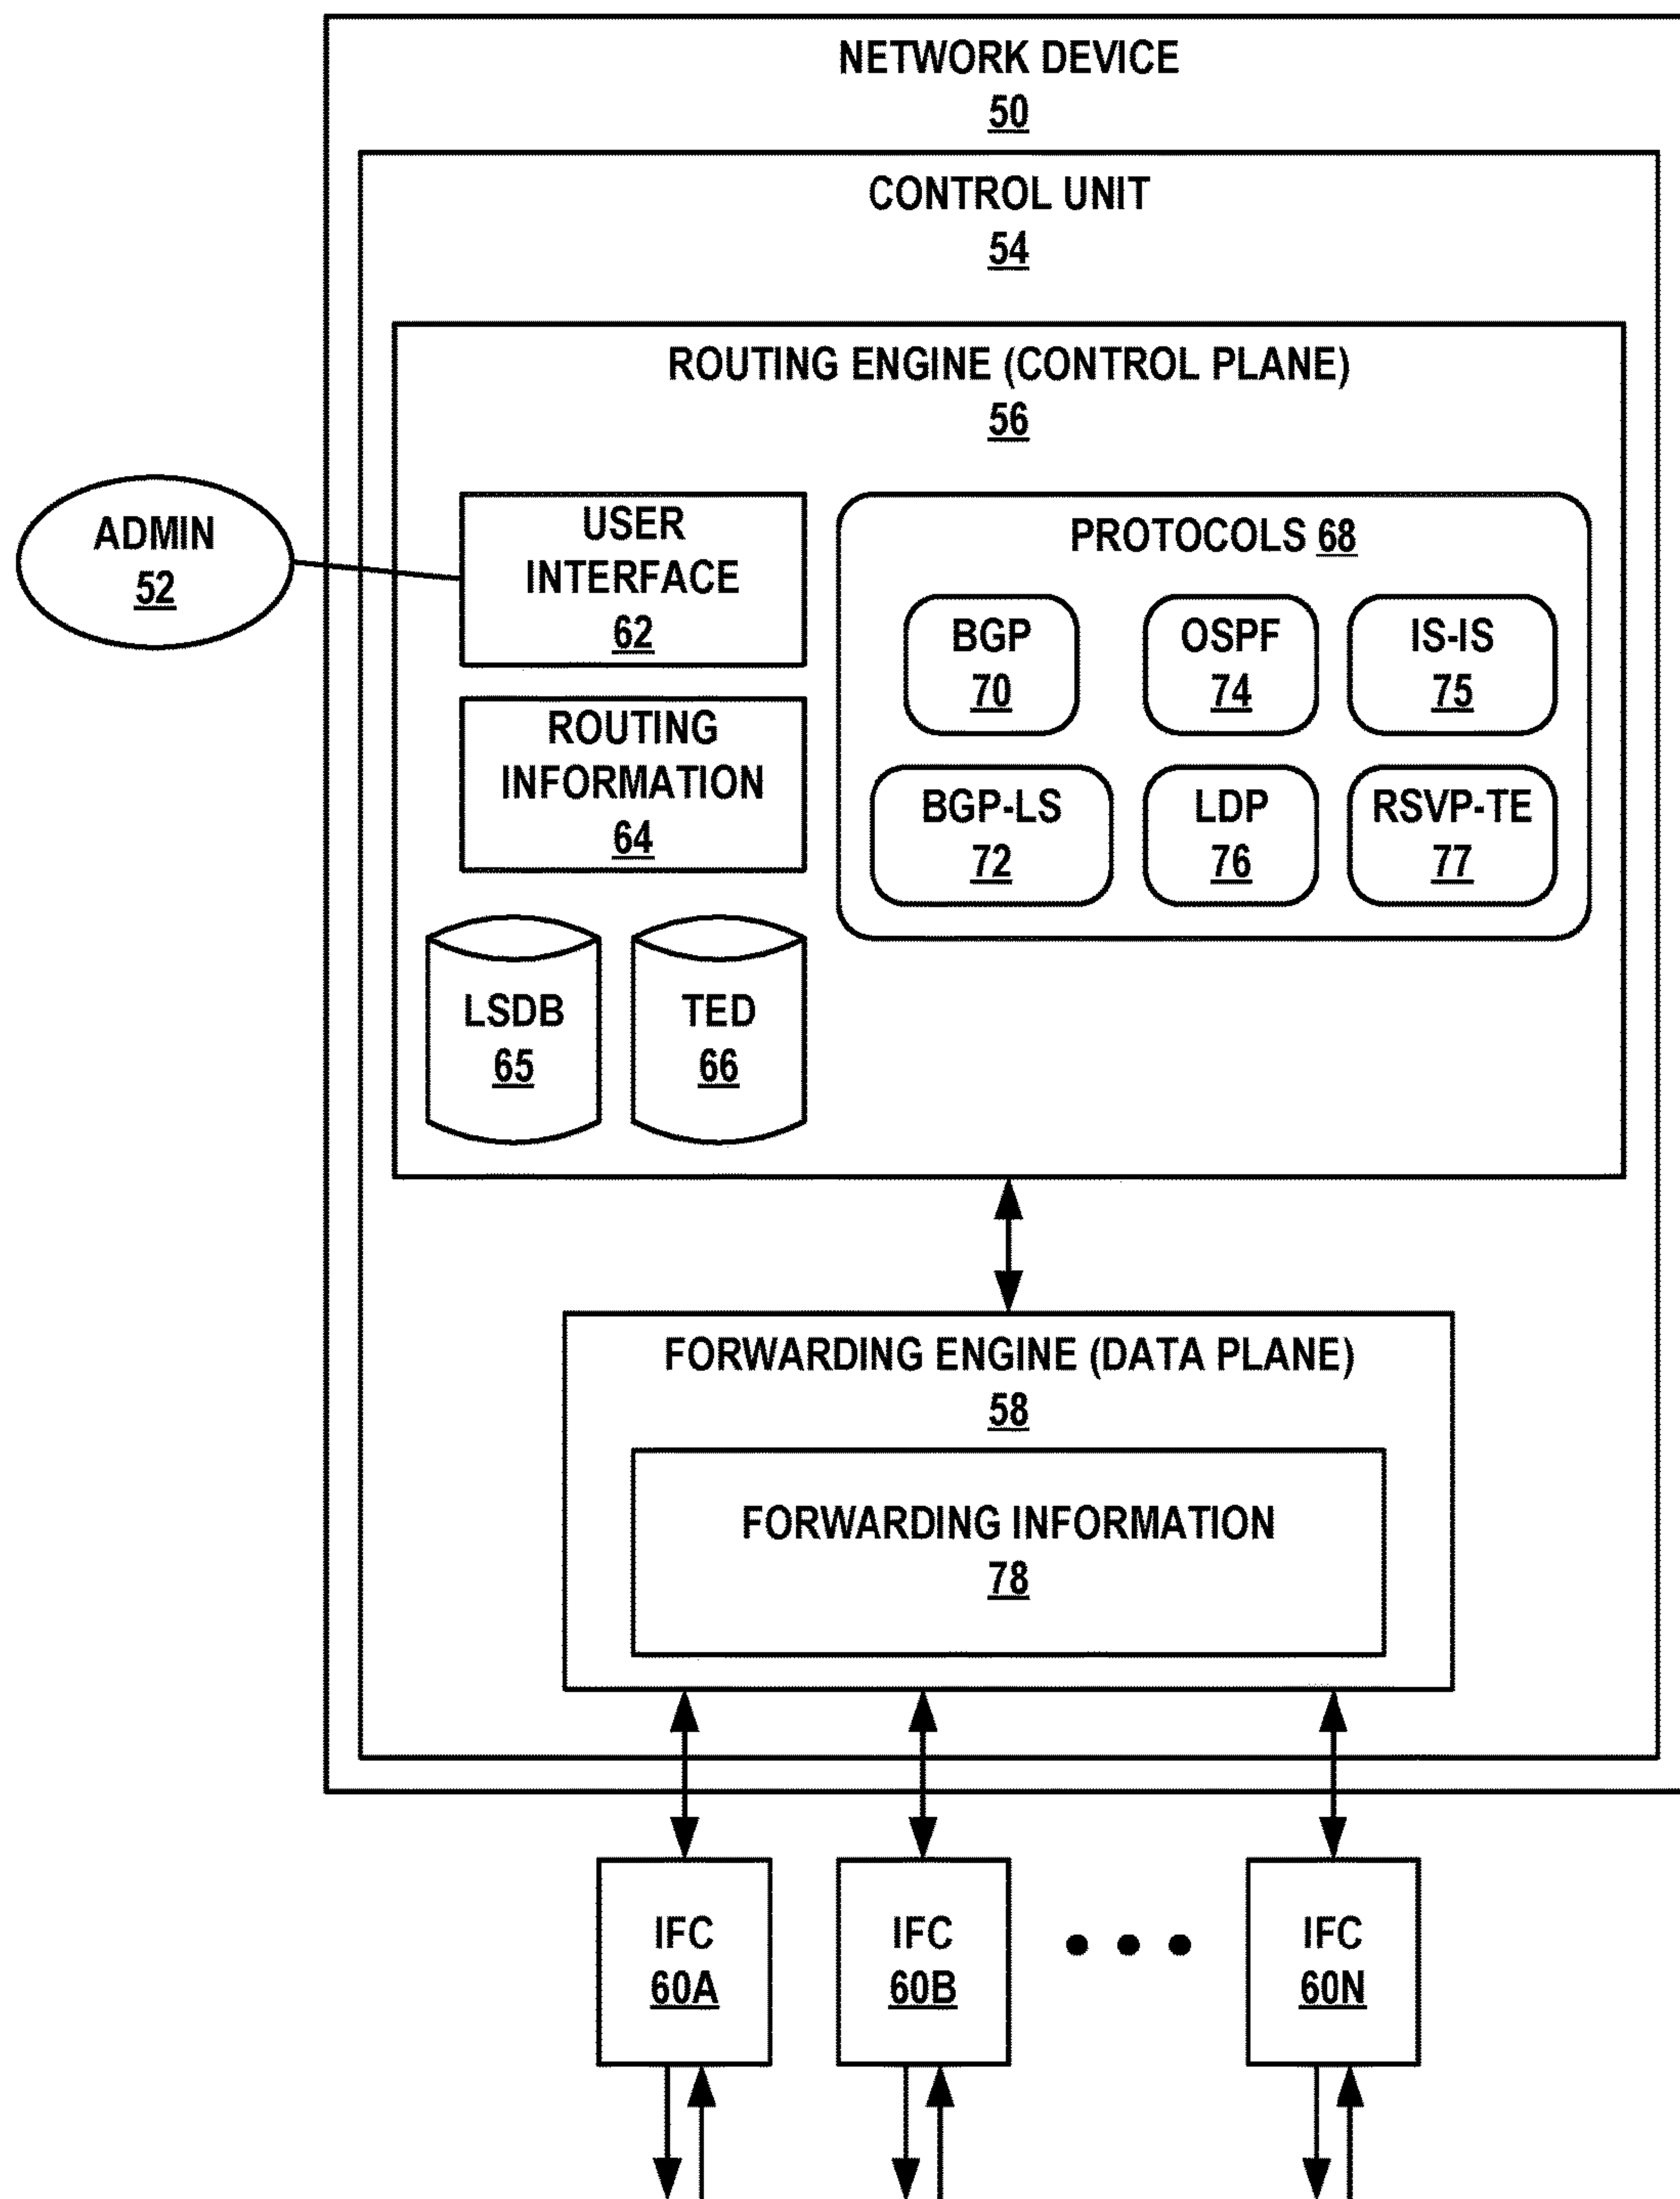 NETWORK DEVICE
50
CONTROL UNIT
54
ROUTING ENGINE (CONTROL PLANE)
56
ADMIN
52
USER
INTERFACE
62
ROUTING
INFORMATION
64
PROTOCOLS 68
BGP
70
OSPF
74
IS-IS
75
BGP-LS
72
LDP
76
RSVP-TE
77
LSDB
65
TED
66
FORWARDING ENGINE (DATA PLANE)
58
FORWARDING INFORMATION
78
IFC
60A
IFC
60B
IFC
60N